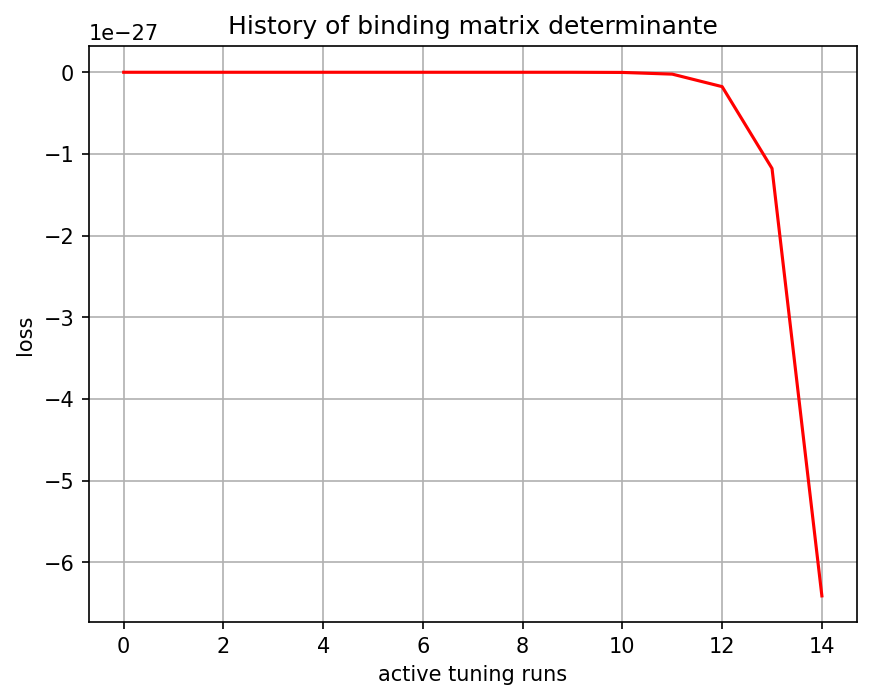 History of binding matrix determinante
1e−27
0
−1
−2
−3
−4
−5
−6
loss
0 2 4 6 8 10 12 14
active tuning runs